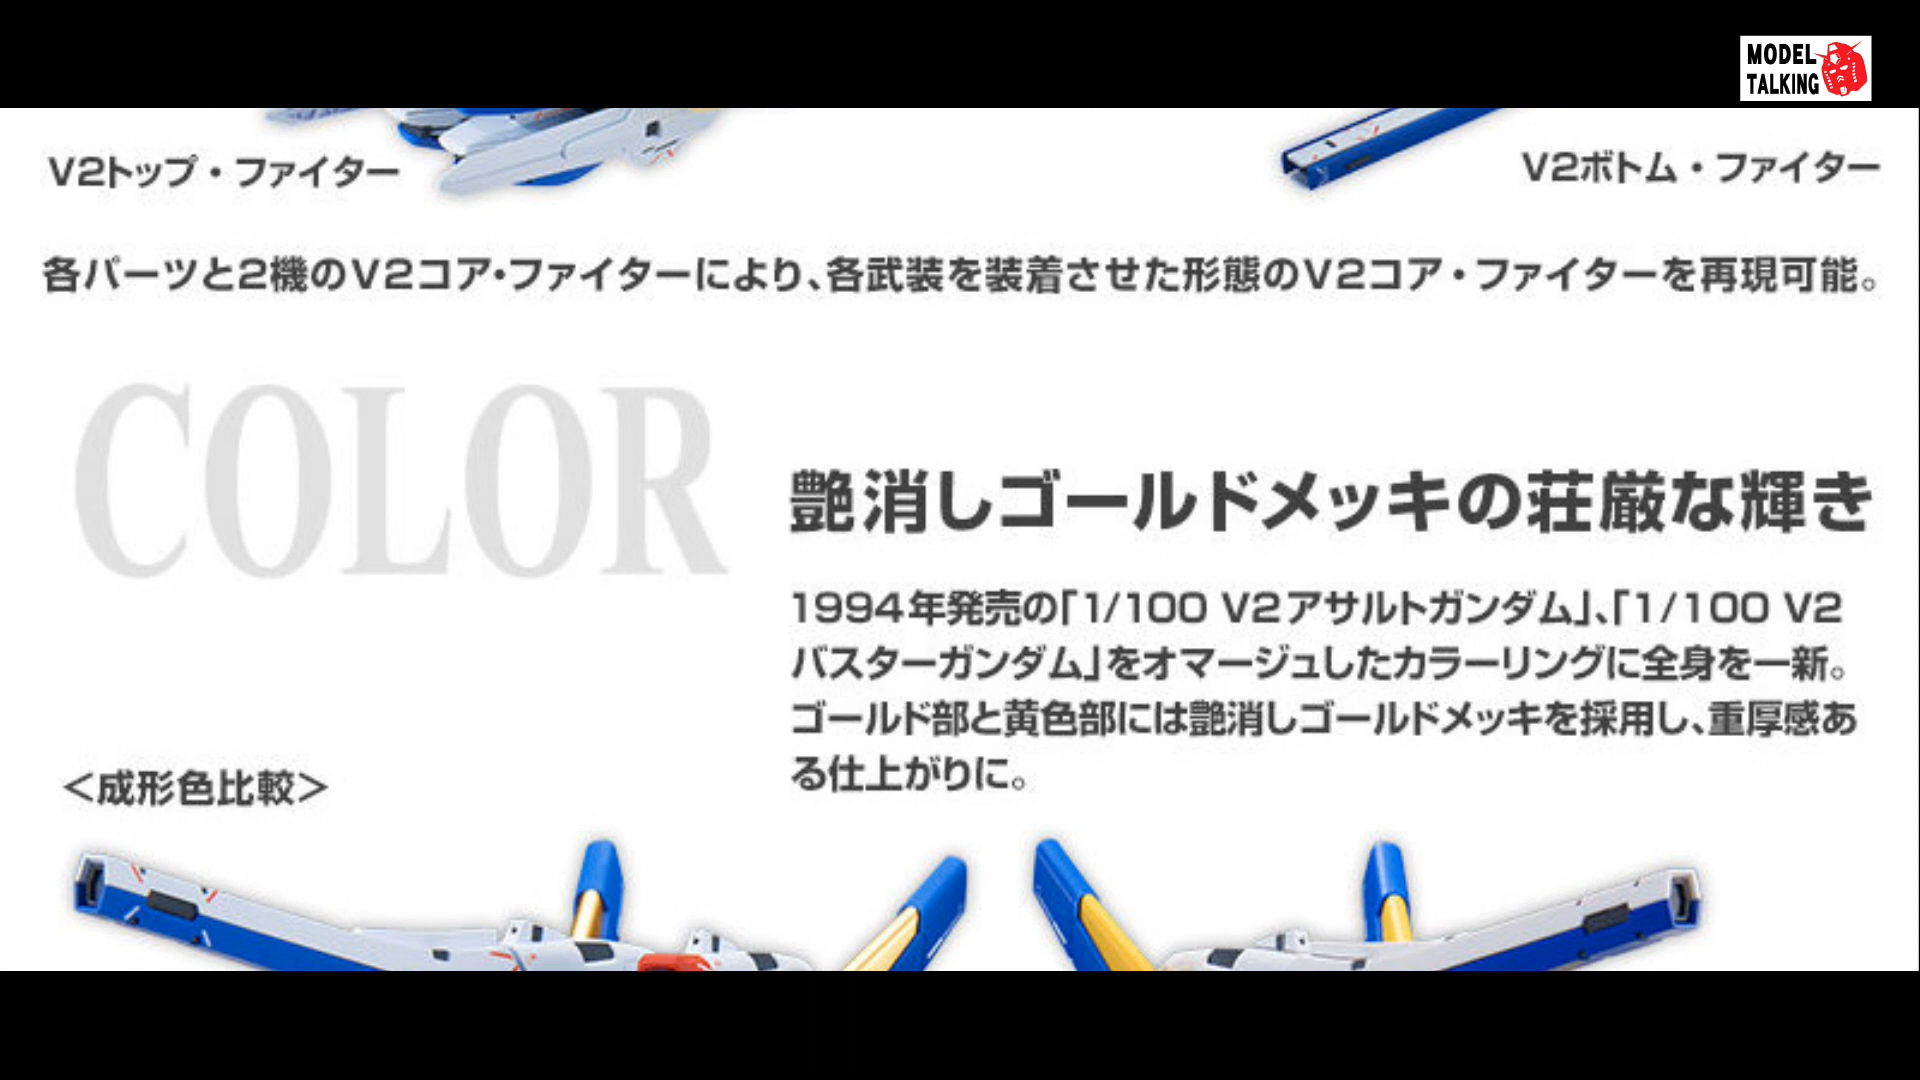 MODEL
TALKING
V2トップ・ファイター
V2ボトム・ファイター
各パーツと2機のV2コア・ファイターにより、各武装を装着させた形態のV2コア・ファイターを再現可能。
COLOR
艶消しゴールドメッキの荘厳な輝き
1994年発売の「1/100 V2アサルトガンダム」、「1/100 V2
バスターガンダム」をオマージュしたカラーリングに全身を一新。
ゴールド部と黄色部には艶消しゴールドメッキを採用し、重厚感あ
る仕上がりに。
＜成形色比較＞